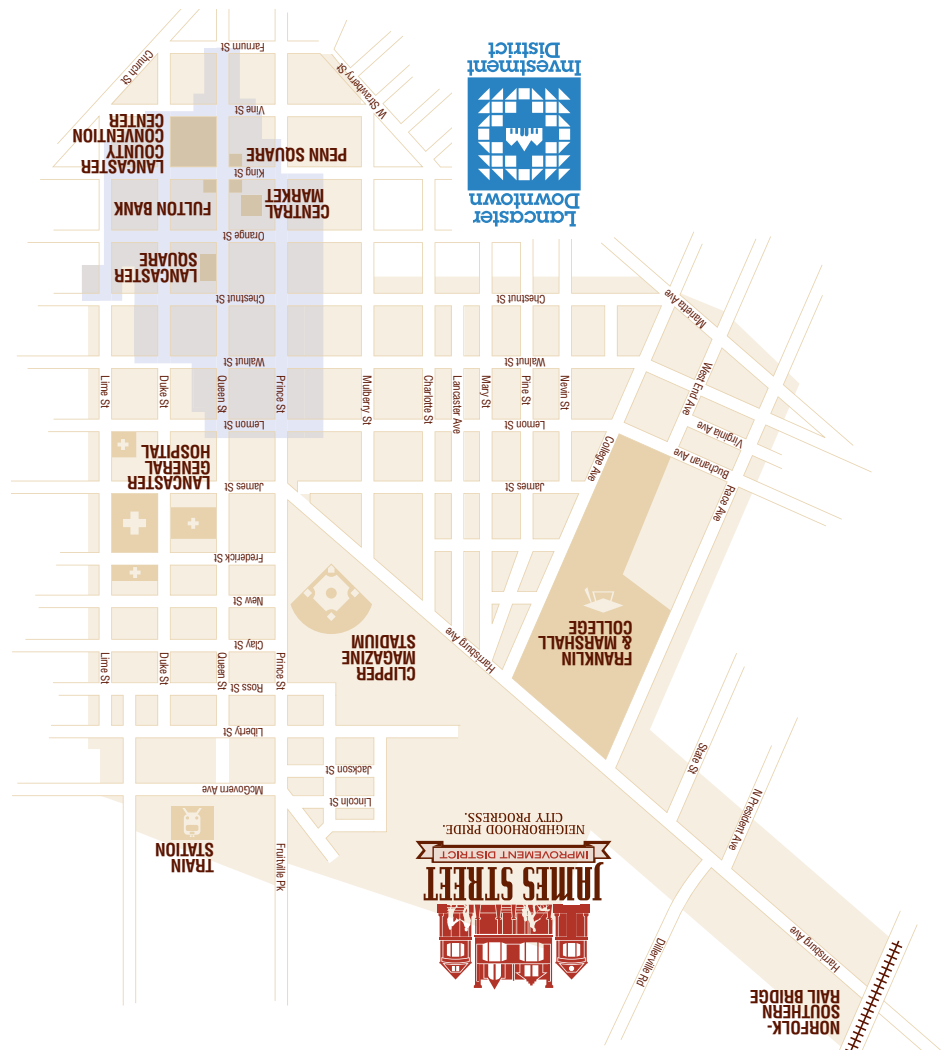 NORFOLK-
SOUTHERN
RAIL BRIDGE
Harrisburg Ave
Dillerville Rd
JAMES STREET
IMPROVEMENT DISTRICT
NEIGHBORHOOD PRIDE.
CITY PROGRESS.
Fruitville Pk
TRAIN
STATION
N President Ave
State St
Lincoln St
Jackson St
McGovern Ave
Liberty St
Ross St
Prince St
Queen St
Duke St
Lime St
Clay St
New St
Frederick St
FRANKLIN
& MARSHALL
COLLEGE
Harrisburg Ave
CLIPPER
MAGAZINE
STADIUM
Race Ave
Buchanan Ave
Virginia Ave
West End Ave
College Ave
James St
James St
LANCASTER
GENERAL
HOSPITAL
Lemon St
Lemon St
Nevin St
Pine St
Mary St
Lancaster Ave
Charlotte St
Mulberry St
Prince St
Queen St
Duke St
Lime St
Walnut St
Walnut St
Marietta Ave
Chestnut St
Chestnut St
LANCASTER
SQUARE
Orange St
CENTRAL
MARKET
FULTON BANK
King St
PENN SQUARE
LANCASTER
COUNTY
CONVENTION
CENTER
Lancaster
Downtown
Investment
District
Vine St
W Strawberry St
Church St
Farnum St